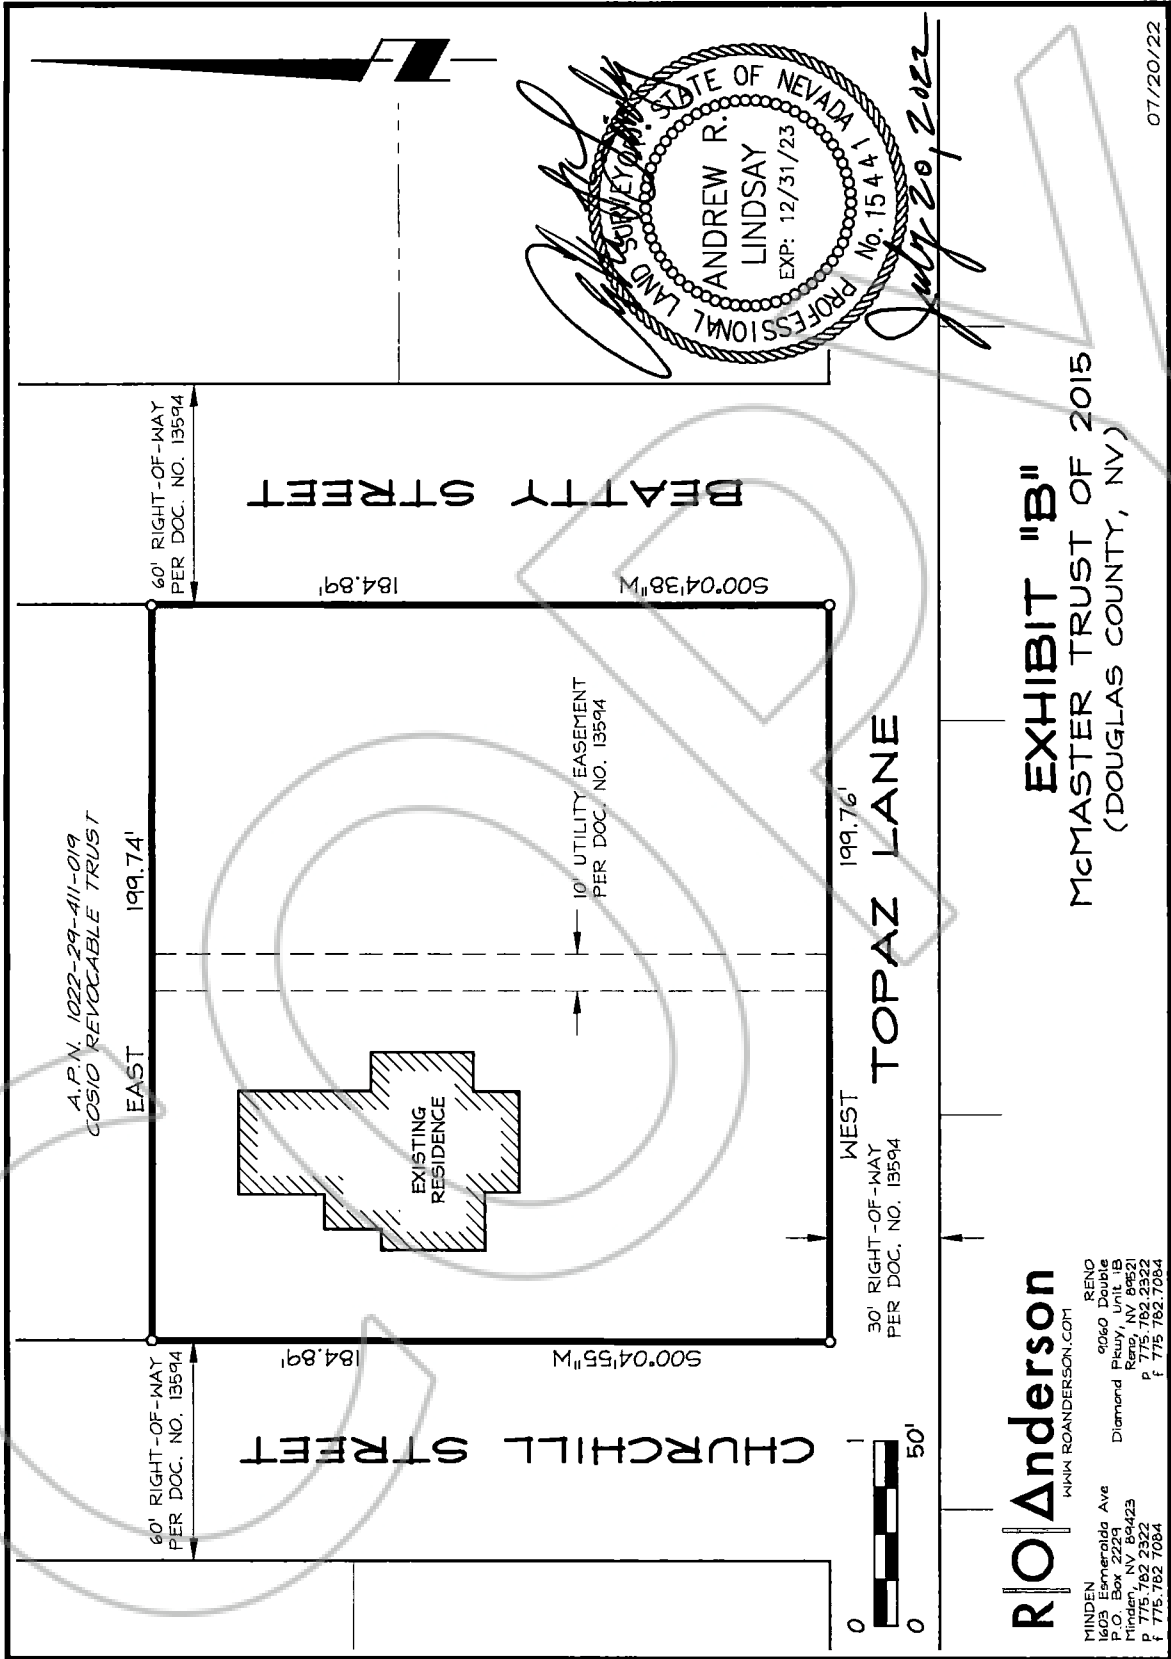 A.P.N. 1022-29-411-019
COSIO REVOCABLE TRUST
EAST 199.74'
60' RIGHT-OF-WAY
PER DOC. NO. 13594
60' RIGHT-OF-WAY
PER DOC. NO. 13594
CHURCHILL STREET
S00°04'55"W 184.89'
EXISTING
RESIDENCE
10' UTILITY EASEMENT
PER DOC. NO. 13594
S00°04'38"W 184.89'
BEATTY STREET
WEST 199.76'
30' RIGHT-OF-WAY
PER DOC. NO. 13594
TOPAZ LANE
0 1
0 50'
PROFESSIONAL LAND SURVEYOR · STATE OF NEVADA
ANDREW R.
LINDSAY
EXP: 12/31/23
No. 15441
July 20, 2022
EXHIBIT "B"
McMASTER TRUST OF 2015
(DOUGLAS COUNTY, NV)
R|O|Anderson
WWW ROANDERSON.COM
MINDEN
1603 Esmeralda Ave
P.O. Box 2229
Minden, NV 89423
p 775.782 2322
f 775.782 7084
RENO
9060 Double
Diamond Pkwy, Unit 1B
Reno, NV 89521
p 775.782.2322
f 775 782.7084
07/20/22
COPY